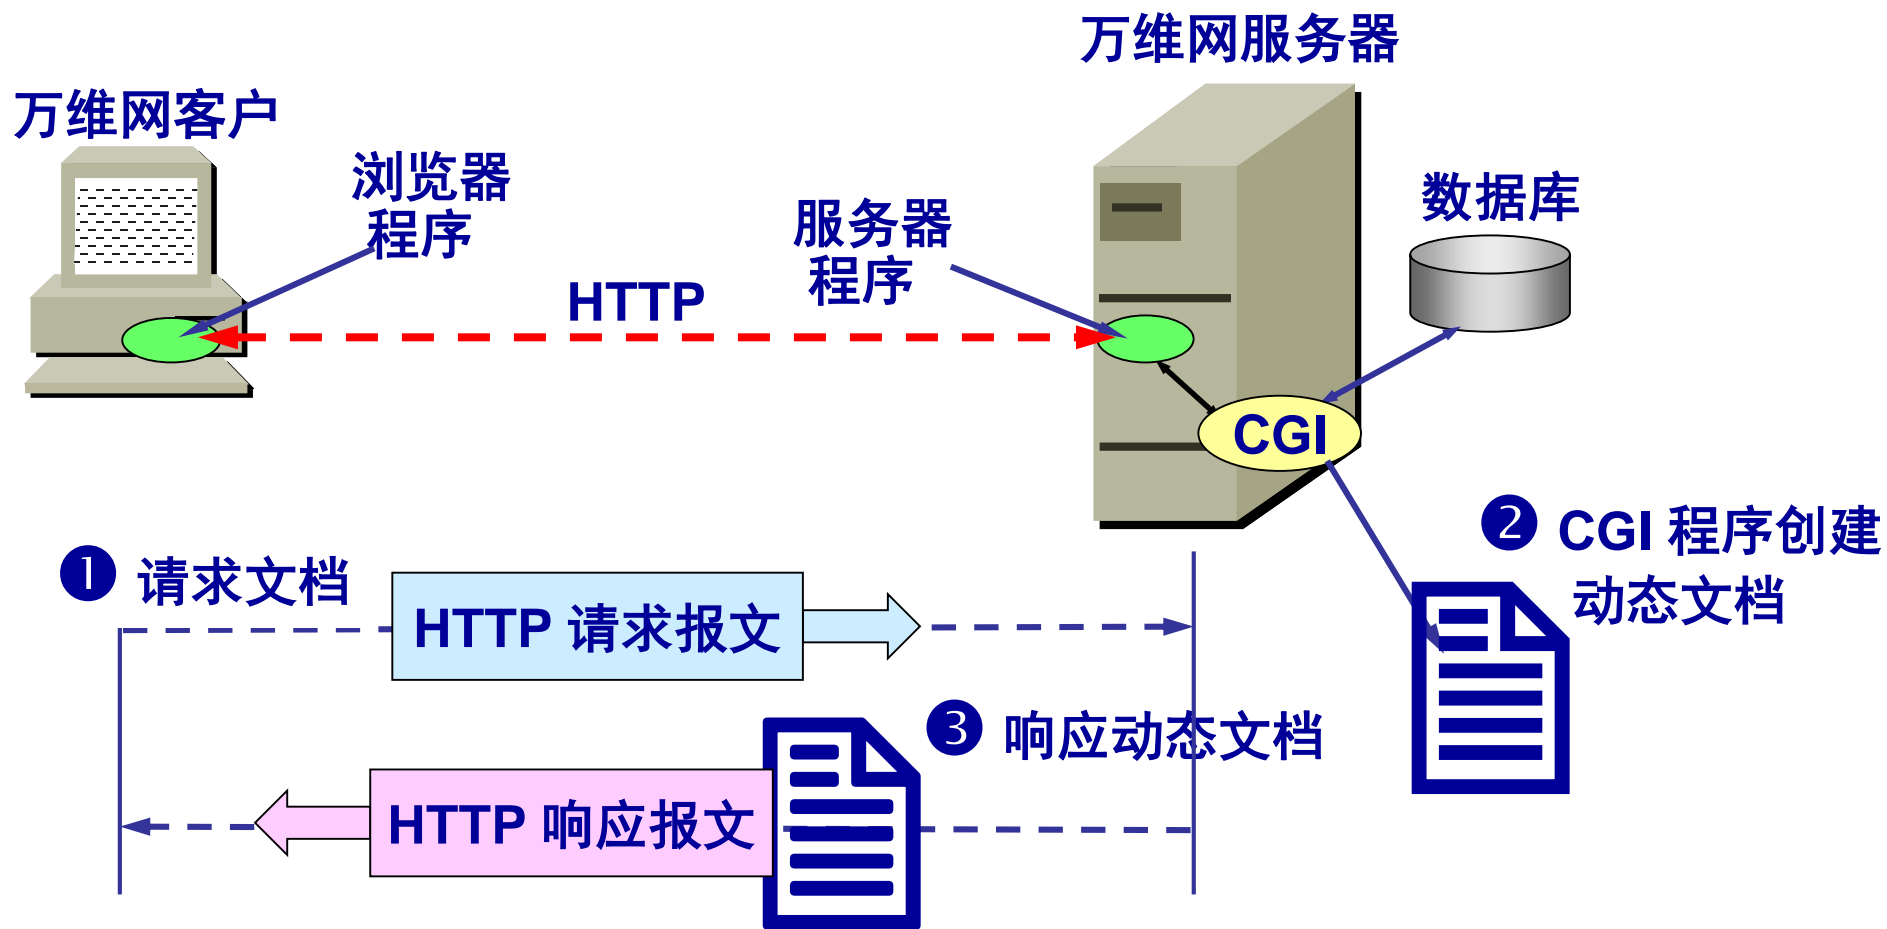 万维网服务器
万维网客户
浏览器
程序
服务器
程序
数据库
HTTP
CGI
❷ CGI 程序创建
动态文档
❶ 请求文档
HTTP 请求报文
❸ 响应动态文档
HTTP 响应报文